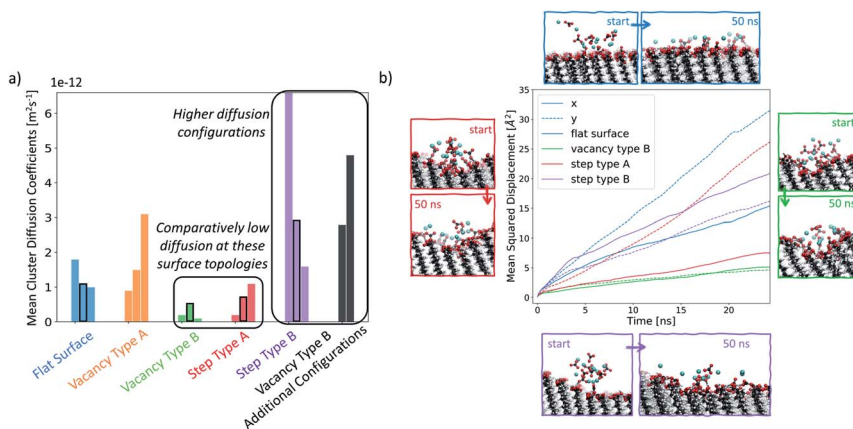 start
50 ns
a)
b)
1e-12
Mean Cluster Diffusion Coefficients [m²s⁻¹]
6
5
4
3
2
1
0
Higher diffusion
configurations
Comparatively low
diffusion at these
surface topologies
Flat Surface
Vacancy Type A
Vacancy Type B
Step Type A
Step Type B
Vacancy Type B
Additional Configurations
start
50 ns
Mean Squared Displacement [Å²]
35
30
25
20
15
10
5
0
x
y
flat surface
vacancy type B
step type A
step type B
0
5
10
15
20
Time [ns]
start
50 ns
start
50 ns